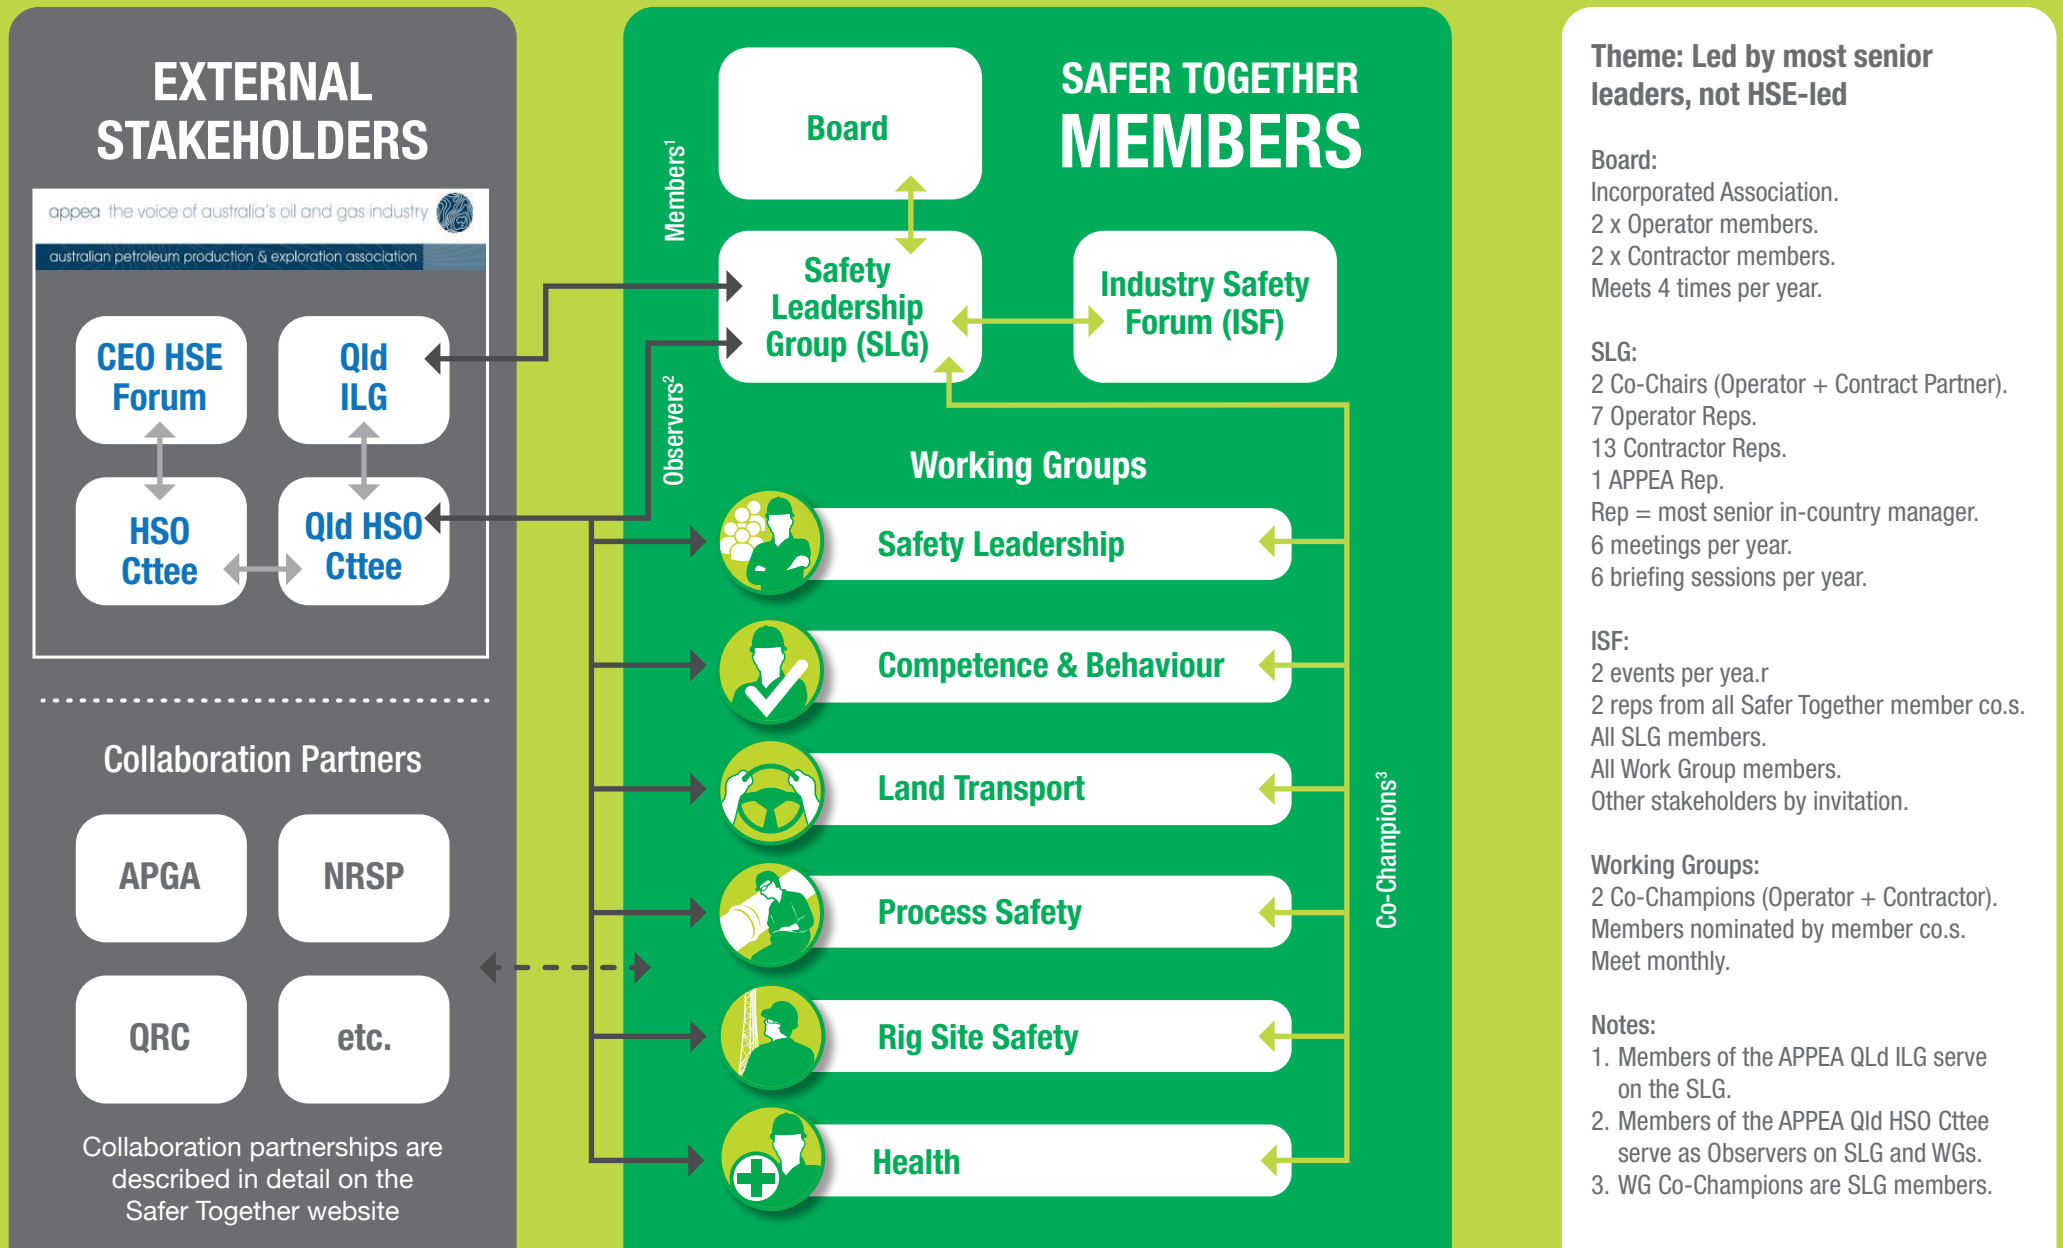 EXTERNAL
STAKEHOLDERS
appea the voice of australia's oil and gas industry
australian petroleum production & exploration association
CEO HSE
Forum
Qld
ILG
HSO
Cttee
Qld HSO
Cttee
Collaboration Partners
APGA
NRSP
QRC
etc.
Collaboration partnerships are
described in detail on the
Safer Together website
SAFER TOGETHER
MEMBERS
Board
Members¹
Safety
Leadership
Group (SLG)
Industry Safety
Forum (ISF)
Observers²
Working Groups
Safety Leadership
Competence & Behaviour
Land Transport
Process Safety
Rig Site Safety
Health
Co-Champions³
Theme: Led by most senior
leaders, not HSE-led
Board:
Incorporated Association.
2 x Operator members.
2 x Contractor members.
Meets 4 times per year.
SLG:
2 Co-Chairs (Operator + Contract Partner).
7 Operator Reps.
13 Contractor Reps.
1 APPEA Rep.
Rep = most senior in-country manager.
6 meetings per year.
6 briefing sessions per year.
ISF:
2 events per yea.r
2 reps from all Safer Together member co.s.
All SLG members.
All Work Group members.
Other stakeholders by invitation.
Working Groups:
2 Co-Champions (Operator + Contractor).
Members nominated by member co.s.
Meet monthly.
Notes:
1. Members of the APPEA QLd ILG serve
on the SLG.
2. Members of the APPEA Qld HSO Cttee
serve as Observers on SLG and WGs.
3. WG Co-Champions are SLG members.